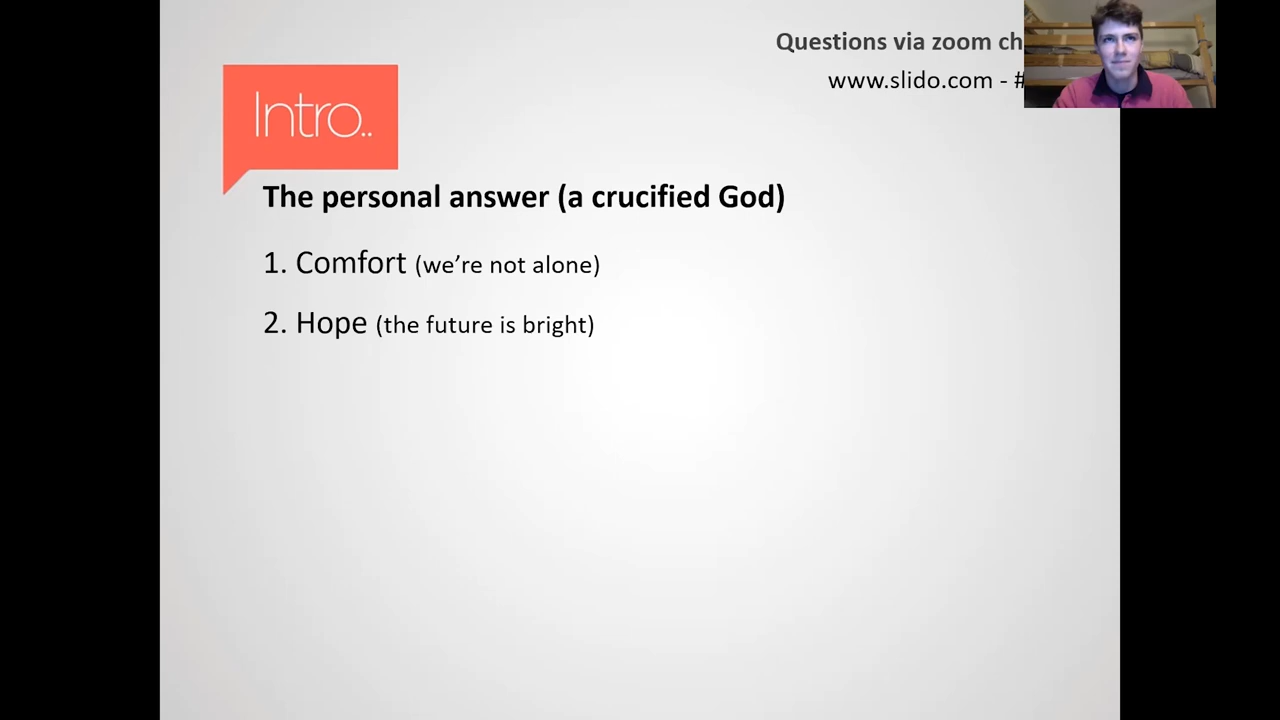 Questions via zoom ch
www.slido.com - #
Intro..
The personal answer (a crucified God)
1. Comfort (we're not alone)
2. Hope (the future is bright)